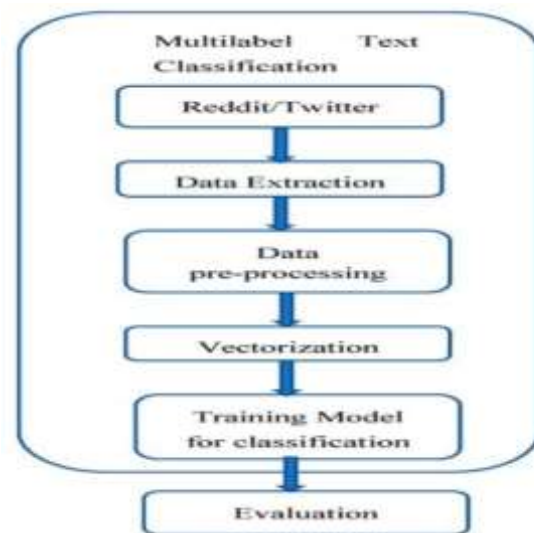 Multilabel Text
Classification
Reddit/Twitter
Data Extraction
Data
pre-processing
Vectorization
Training Model
for classification
Evaluation